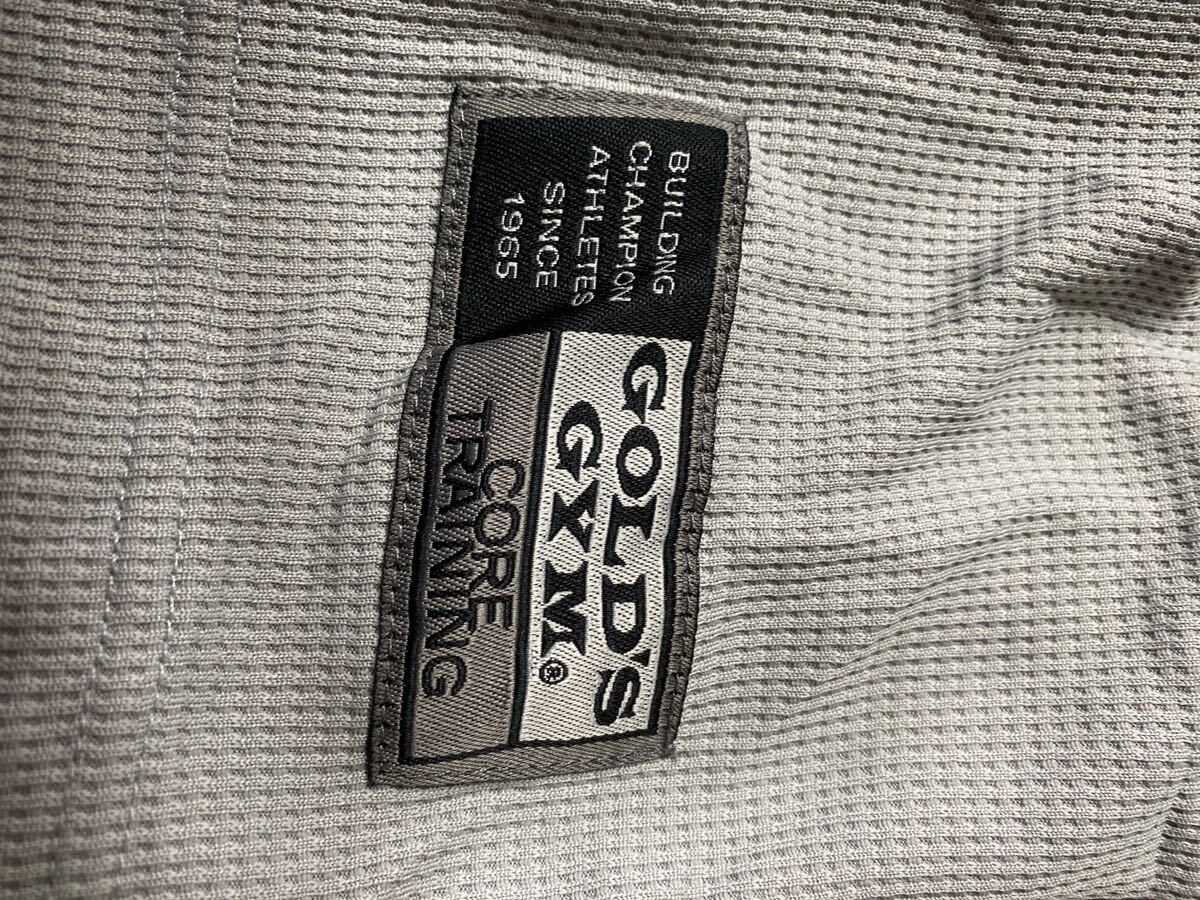 BUILDING
CHAMPION
ATHLETES
SINCE
1965
GOLD'S
GYM®
CORE
TRAINING